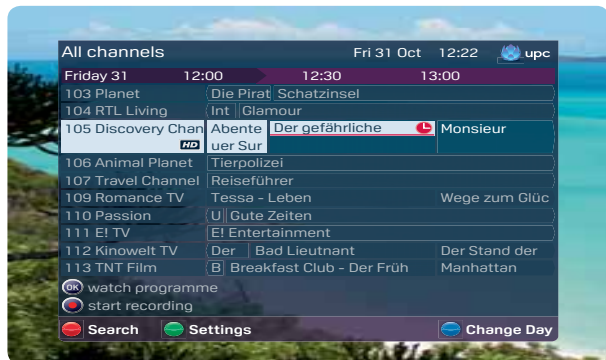 All channels Fri 31 Oct 12:22 upc
Friday 31 12:00 12:30 13:00
103 Planet Die Pirat Schatzinsel
104 RTL Living Int Glamour
105 Discovery Chan Abente Der gefährliche Monsieur
HD uer Sur
106 Animal Planet Tierpolizei
107 Travel Channel Reiseführer
109 Romance TV Tessa - Leben Wege zum Glüc
110 Passion U Gute Zeiten
111 E! TV E! Entertainment
112 Kinowelt TV Der Bad Lieutnant Der Stand der
113 TNT Film B Breakfast Club - Der Früh Manhattan
OK watch programme
start recording
Search Settings Change Day